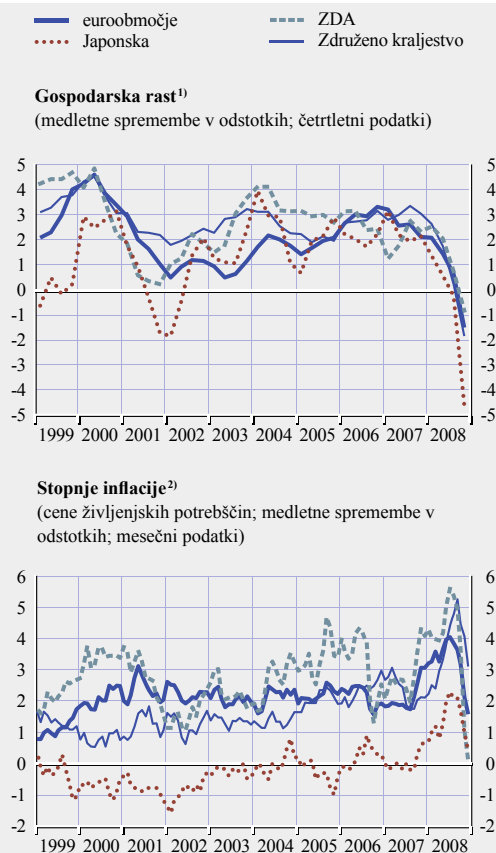 euroobmočje
ZDA
Japonska
Združeno kraljestvo
Gospodarska rast¹⁾
(medletne spremembe v odstotkih; četrtletni podatki)
5 5
4 4
3 3
2 2
1 1
0 0
-1 -1
-2 -2
-3 -3
-4 -4
-5 -5
1999 2000 2001 2002 2003 2004 2005 2006 2007 2008
Stopnje inflacije²⁾
(cene življenjskih potrebščin; medletne spremembe v
odstotkih; mesečni podatki)
6 6
5 5
4 4
3 3
2 2
1 1
0 0
-1 -1
-2 -2
1999 2000 2001 2002 2003 2004 2005 2006 2007 2008